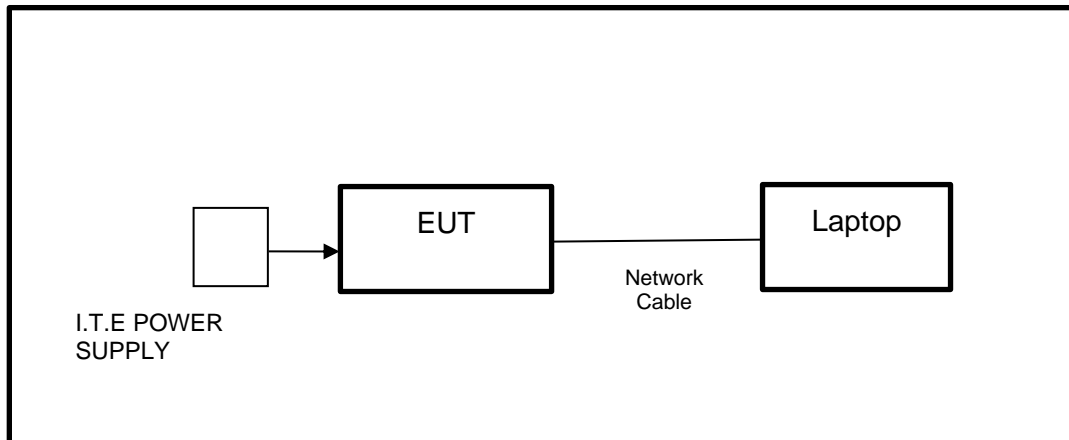 EUT
Laptop
Network
Cable
I.T.E POWER
SUPPLY